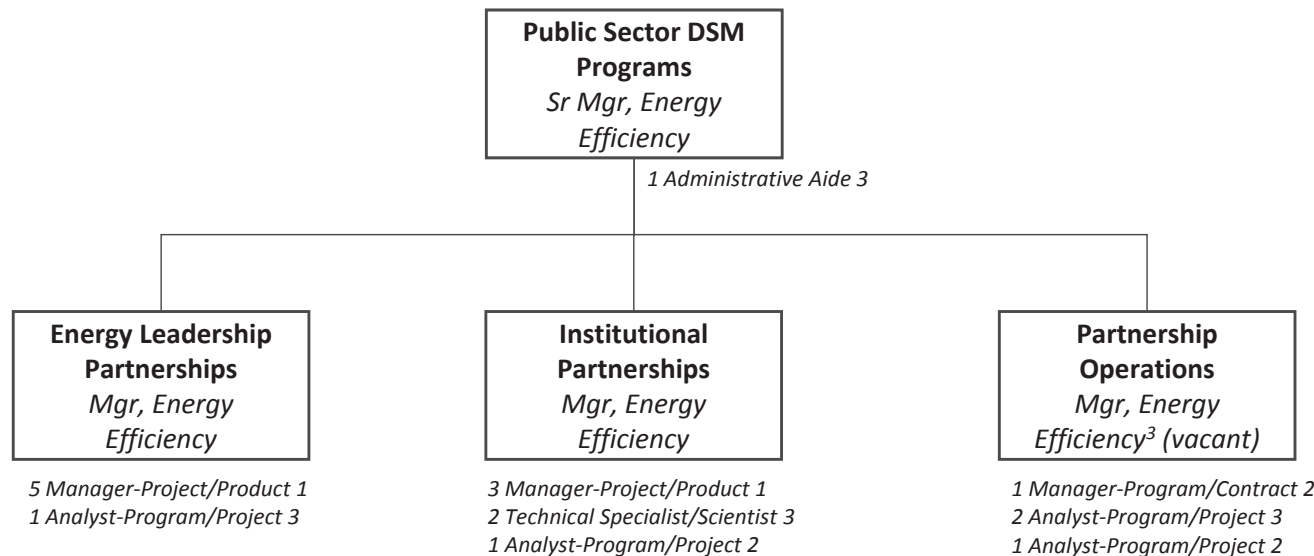 Public Sector DSM
Programs
Sr Mgr, Energy
Efficiency
1 Administrative Aide 3
Energy Leadership
Partnerships
Mgr, Energy
Efficiency
5 Manager-Project/Product 1
1 Analyst-Program/Project 3
Institutional
Partnerships
Mgr, Energy
Efficiency
3 Manager-Project/Product 1
2 Technical Specialist/Scientist 3
1 Analyst-Program/Project 2
Partnership
Operations
Mgr, Energy
Efficiency³ (vacant)
1 Manager-Program/Contract 2
2 Analyst-Program/Project 3
1 Analyst-Program/Project 2